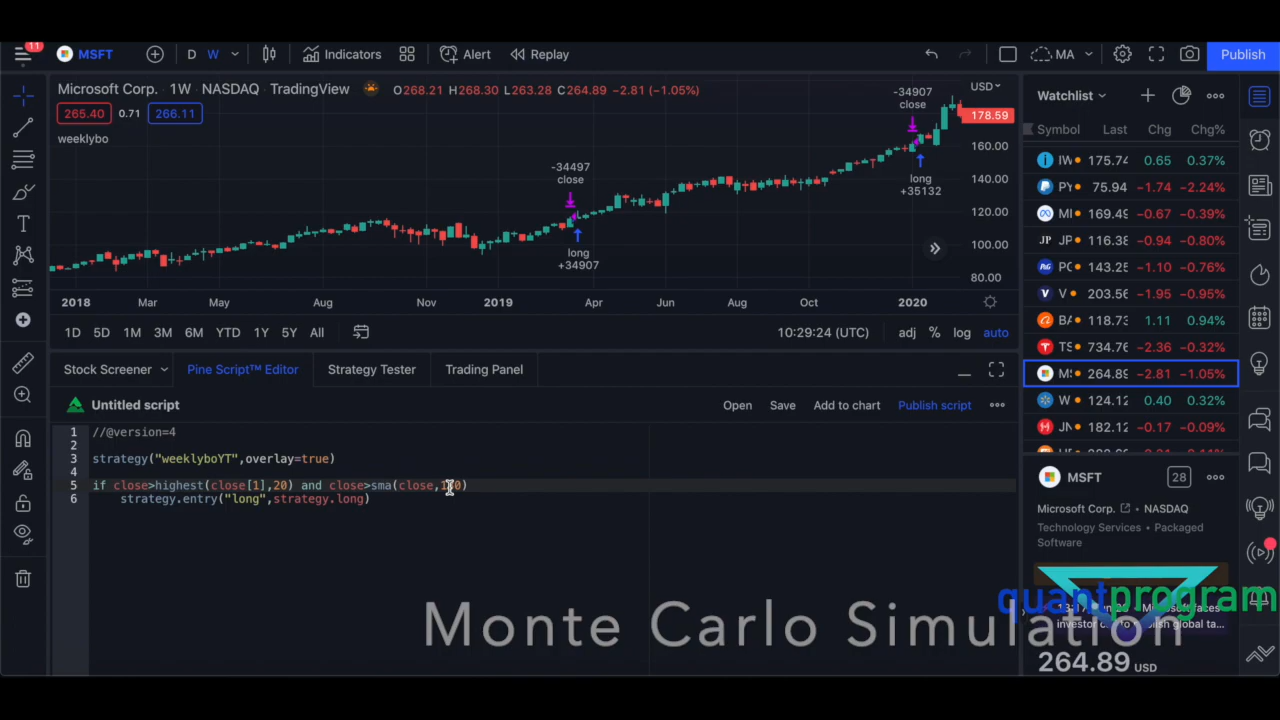 11
MSFT
D W
Indicators
Alert
Replay
MA
Publish
Microsoft Corp. · 1W · NASDAQ TradingView O268.21 H268.30 L263.28 C264.89 −2.81 (−1.05%)
265.40 0.71 266.11
weeklybo
-34497
close
long
+34907
-34907
close
long
+35132
USD
178.59
160.00
140.00
120.00
100.00
80.00
2018 Mar May Aug Nov 2019 Apr Jun Aug Oct 2020
1D 5D 1M 3M 6M YTD 1Y 5Y All
10:29:24 (UTC) adj % log auto
Stock Screener Pine Script™ Editor Strategy Tester Trading Panel
Untitled script
Open Save Add to chart Publish script
1 //@version=4
2
3 strategy("weeklyboYT",overlay=true)
4
5 if close>highest(close[1],20) and close>sma(close,
6 strategy.entry("long",strategy.long)
Watchlist
Symbol Last Chg Chg%
IW 175.74 0.65 0.37%
PY 75.94 −1.74 −2.24%
MI 169.49 −0.67 −0.39%
JP 116.38 −0.94 −0.80%
PG 143.25 −1.10 −0.76%
V 203.56 −1.95 −0.95%
BA 118.73 1.11 0.94%
TS 734.76 −2.36 −0.32%
MS 264.89 −2.81 −1.05%
W 124.12 0.40 0.32%
JN 182.12 −0.17 −0.09%
MSFT 28
Microsoft Corp. · NASDAQ
Technology Services · Packaged
Software
quantprogram
264.89 USD
Monte Carlo Simulation